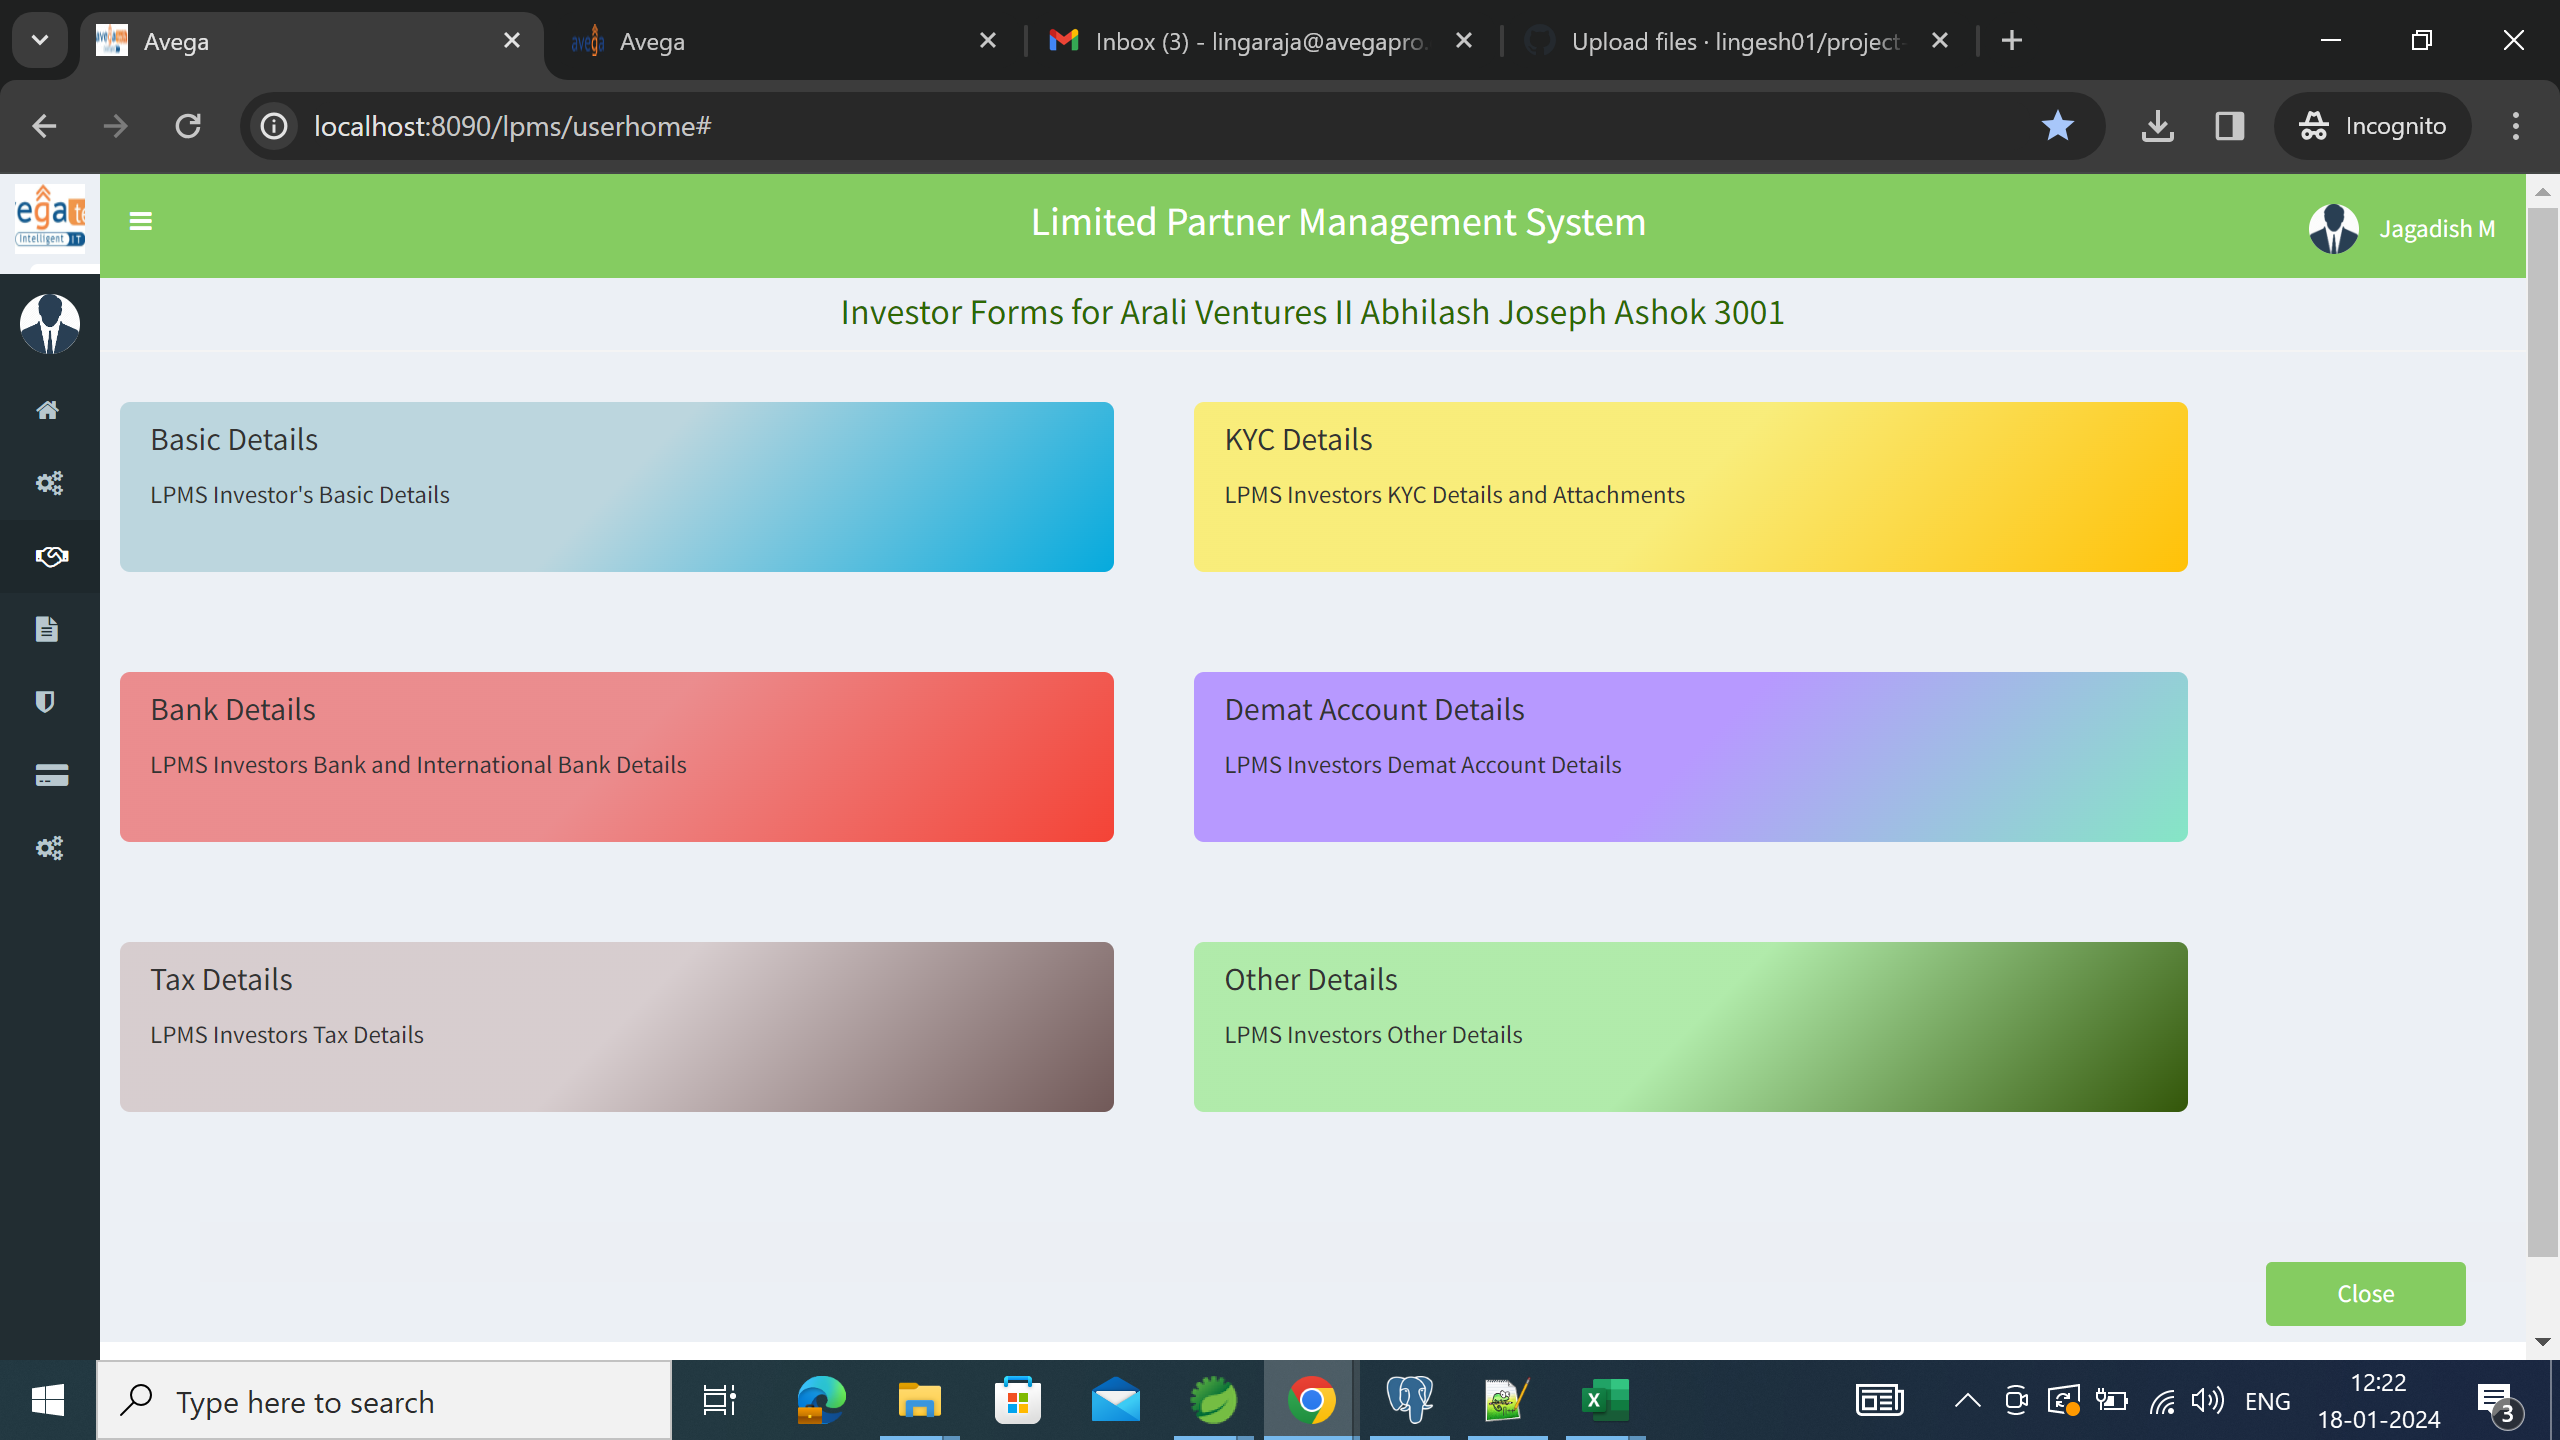 Avega
Avega
Inbox (3) - lingaraja@avegapro.
Upload files · lingesh01/project-
localhost:8090/lpms/userhome#
Incognito
ega te
Intelligent IT
Limited Partner Management System
Jagadish M
Investor Forms for Arali Ventures II Abhilash Joseph Ashok 3001
Basic Details
LPMS Investor's Basic Details
KYC Details
LPMS Investors KYC Details and Attachments
Bank Details
LPMS Investors Bank and International Bank Details
Demat Account Details
LPMS Investors Demat Account Details
Tax Details
LPMS Investors Tax Details
Other Details
LPMS Investors Other Details
Close
Type here to search
ENG
12:22
18-01-2024
3